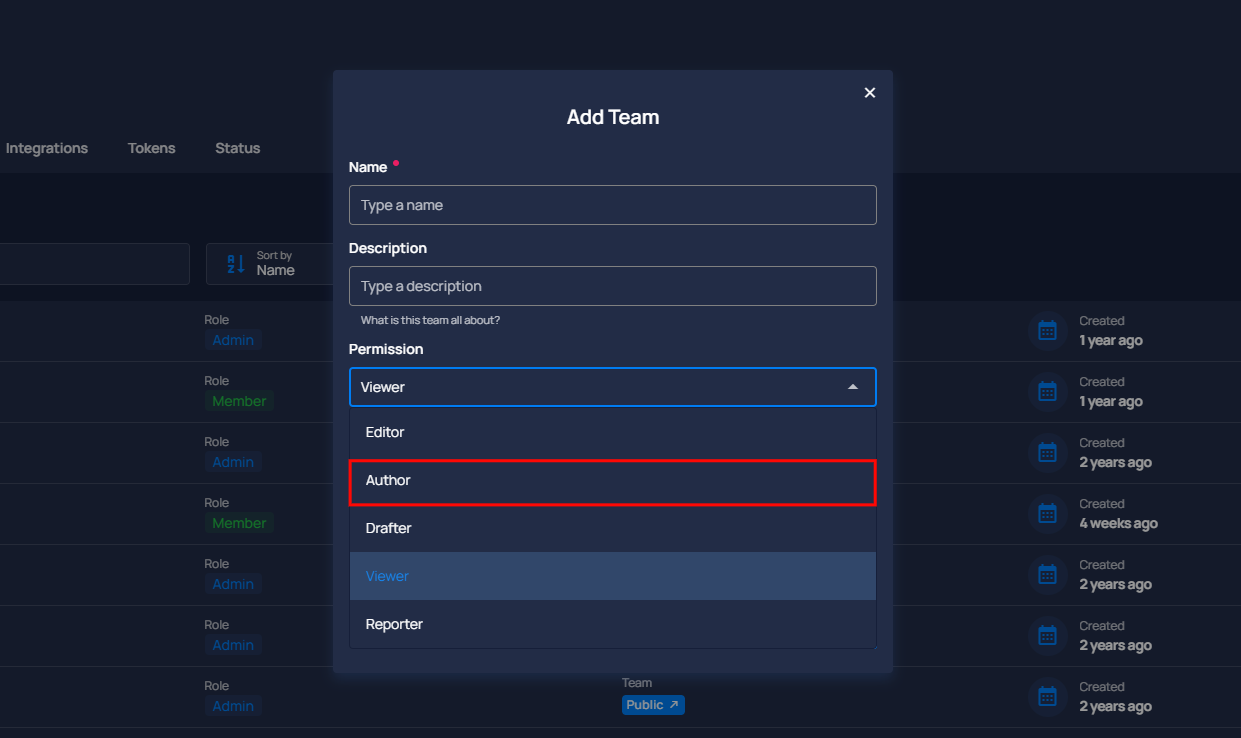 Add Team
Integrations Tokens Status
Name
Type a name
Description
Sort by
Name
Type a description
What is this team all about?
Role
Admin
Created
1 year ago
Permission
Viewer
Role
Member
Created
1 year ago
Editor
Role
Admin
Created
2 years ago
Author
Role
Member
Created
4 weeks ago
Drafter
Role
Admin
Created
2 years ago
Viewer
Role
Admin
Created
2 years ago
Reporter
Role
Admin
Team
Public
Created
2 years ago